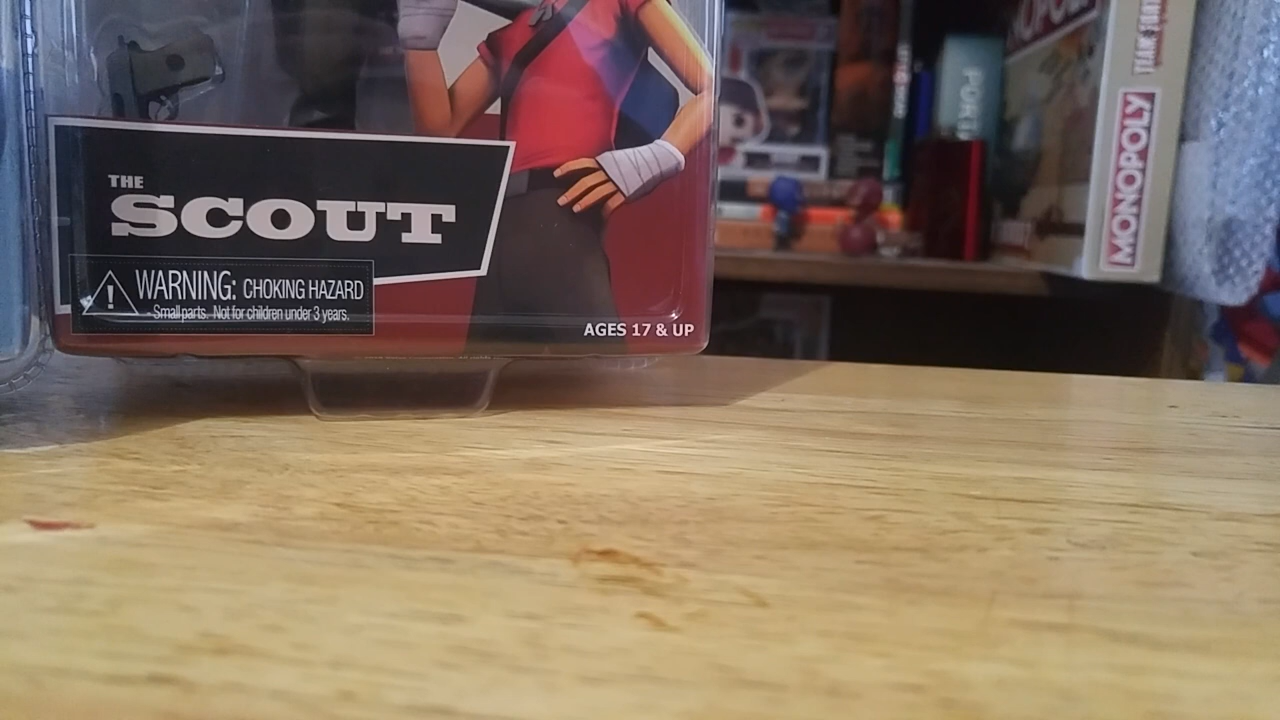 THE
SCOUT
WARNING: CHOKING HAZARD
Small parts. Not for children under 3 years.
AGES 17 & UP
MONOPOLY